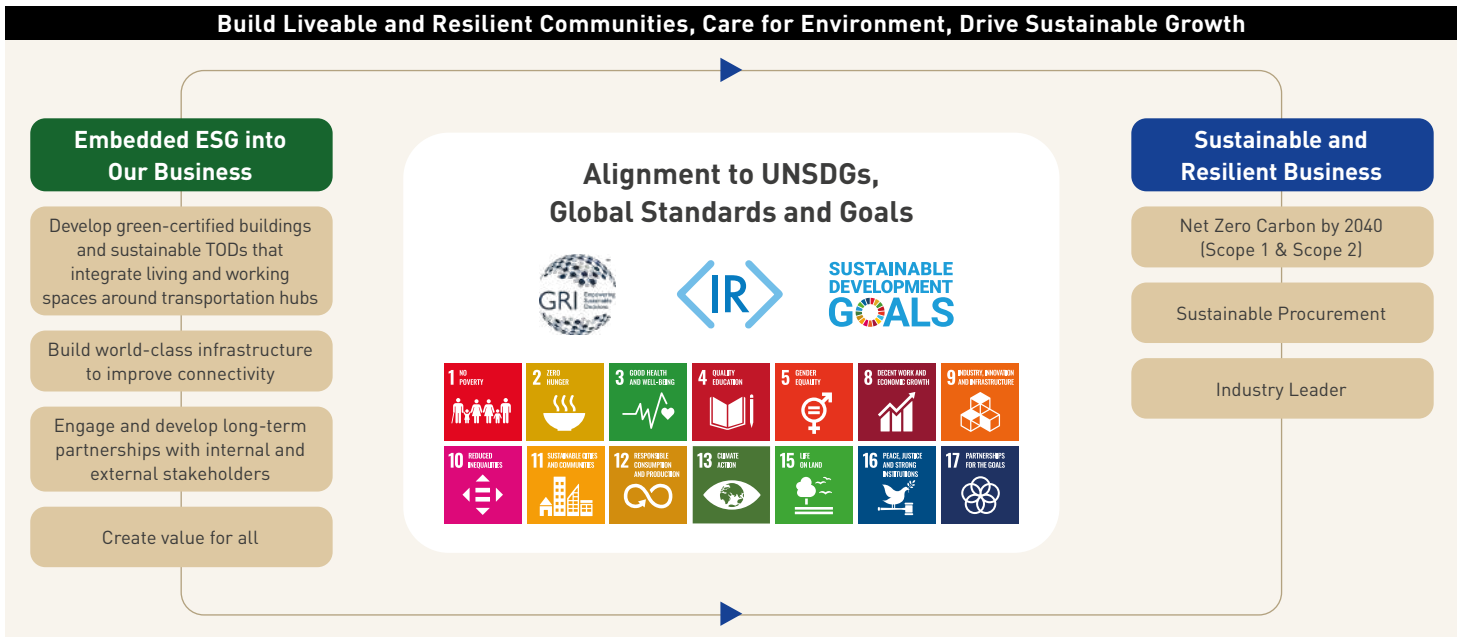 Build Liveable and Resilient Communities, Care for Environment, Drive Sustainable Growth
Embedded ESG into
Our Business
Develop green-certified buildings
and sustainable TODs that
integrate living and working
spaces around transportation hubs
Build world-class infrastructure
to improve connectivity
Engage and develop long-term
partnerships with internal and
external stakeholders
Create value for all
Alignment to UNSDGs,
Global Standards and Goals
GRI
Empowering
Sustainable
Decisions
<IR>
SUSTAINABLE
DEVELOPMENT
GOALS
1 NO
POVERTY
2 ZERO
HUNGER
3 GOOD HEALTH
AND WELL-BEING
4 QUALITY
EDUCATION
5 GENDER
EQUALITY
8 DECENT WORK AND
ECONOMIC GROWTH
9 INDUSTRY, INNOVATION
AND INFRASTRUCTURE
10 REDUCED
INEQUALITIES
11 SUSTAINABLE CITIES
AND COMMUNITIES
12 RESPONSIBLE
CONSUMPTION
AND PRODUCTION
13 CLIMATE
ACTION
15 LIFE
ON LAND
16 PEACE, JUSTICE
AND STRONG
INSTITUTIONS
17 PARTNERSHIPS
FOR THE GOALS
Sustainable and
Resilient Business
Net Zero Carbon by 2040
(Scope 1 & Scope 2)
Sustainable Procurement
Industry Leader